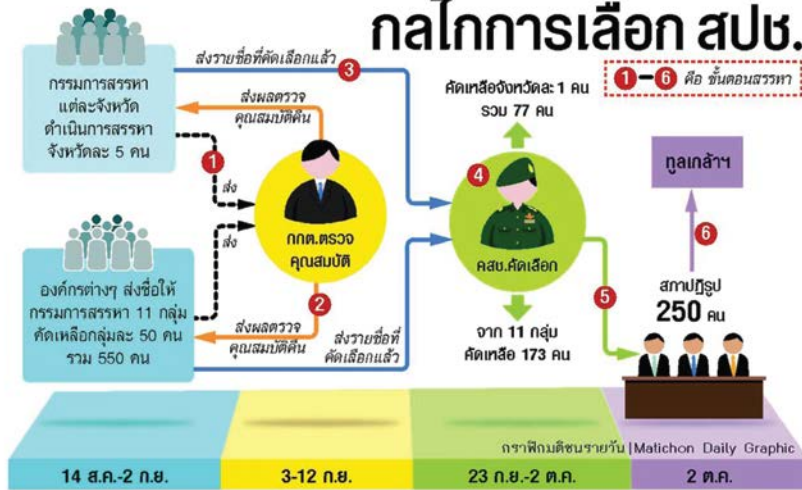 กลไกการเลือก สปช.
1-6 คือ ขั้นตอนสรรหา
กรรมการสรรหา
แต่ละจังหวัด
ดำเนินการสรรหา
จังหวัดละ 5 คน
ส่งรายชื่อที่คัดเลือกแล้ว
3
ส่งผลตรวจ
คุณสมบัติคืน
1
ส่ง
ส่ง
กกต.ตรวจ
คุณสมบัติ
2
ส่งผลตรวจ
คุณสมบัติคืน
องค์กรต่างๆ ส่งชื่อให้
กรรมการสรรหา 11 กลุ่ม
คัดเหลือกลุ่มละ 50 คน
รวม 550 คน
ส่งรายชื่อที่
คัดเลือกแล้ว
คัดเหลือจังหวัดละ 1 คน
รวม 77 คน
4
คสช.คัดเลือก
จาก 11 กลุ่ม
คัดเหลือ 173 คน
5
ทูลเกล้าฯ
6
สภาปฏิรูป
250 คน
กราฟิกมติชนรายวัน | Matichon Daily Graphic
14 ส.ค.-2 ก.ย.
3-12 ก.ย.
23 ก.ย.-2 ต.ค.
2 ต.ค.